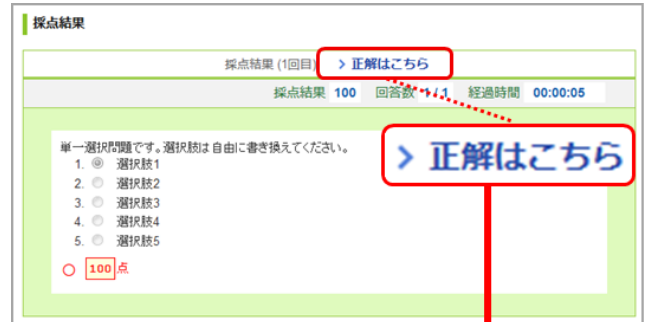 採点結果
採点結果 (1回目) > 正解はこちら
採点結果 100 回答数 1 / 1 経過時間 00:00:05
単一選択問題です。選択肢は自由に書き換えてください。
> 正解はこちら
1. 選択肢1
2. 選択肢2
3. 選択肢3
4. 選択肢4
5. 選択肢5
○ 100 点